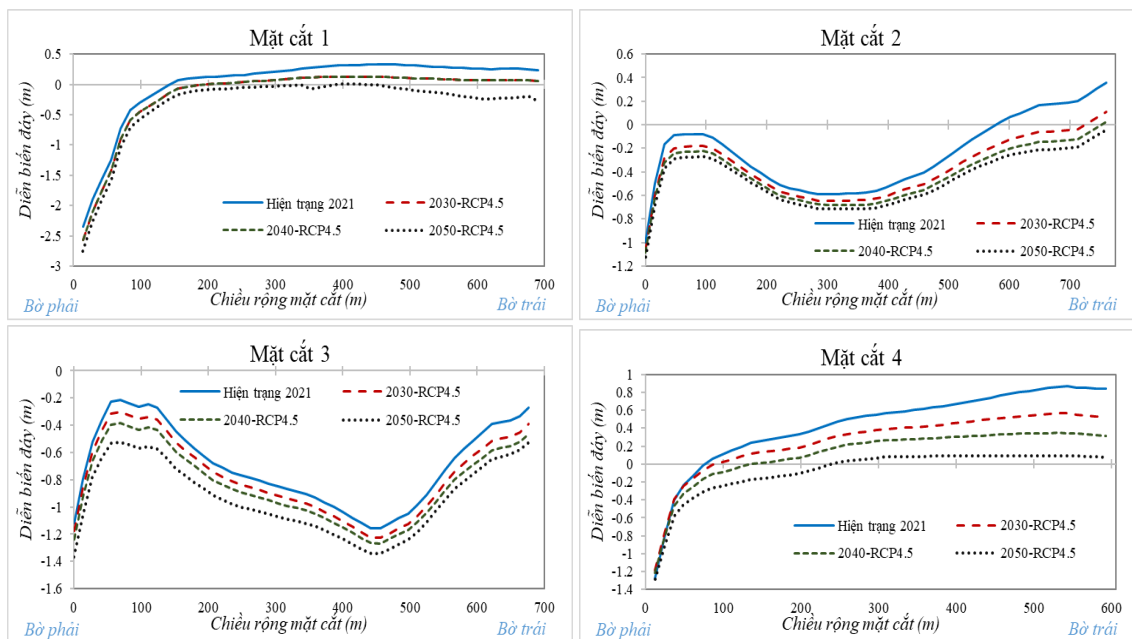 Mặt cắt 1
0.5
0
-0.5
-1
-1.5
-2
-2.5
-3
Diễn biến đáy (m)
Hiện trạng 2021
2030-RCP4.5
2040-RCP4.5
2050-RCP4.5
0 100 200 300 400 500 600 700
Chiều rộng mặt cắt (m)
Bờ phải
Bờ trái
Mặt cắt 2
0.6
0.4
0.2
0
-0.2
-0.4
-0.6
-0.8
-1
-1.2
Diễn biến đáy (m)
Hiện trạng 2021
2030-RCP4.5
2040-RCP4.5
2050-RCP4.5
0 100 200 300 400 500 600 700
Chiều rộng mặt cắt (m)
Bờ phải
Bờ trái
Mặt cắt 3
0
-0.2
-0.4
-0.6
-0.8
-1
-1.2
-1.4
-1.6
Diễn biến đáy (m)
Hiện trạng 2021
2030-RCP4.5
2040-RCP4.5
2050-RCP4.5
0 100 200 300 400 500 600 700
Chiều rộng mặt cắt (m)
Bờ phải
Bờ trái
Mặt cắt 4
1
0.8
0.6
0.4
0.2
0
-0.2
-0.4
-0.6
-0.8
-1
-1.2
-1.4
Diễn biến đáy (m)
Hiện trạng 2021
2030-RCP4.5
2040-RCP4.5
2050-RCP4.5
0 100 200 300 400 500 600
Chiều rộng mặt cắt (m)
Bờ phải
Bờ trái